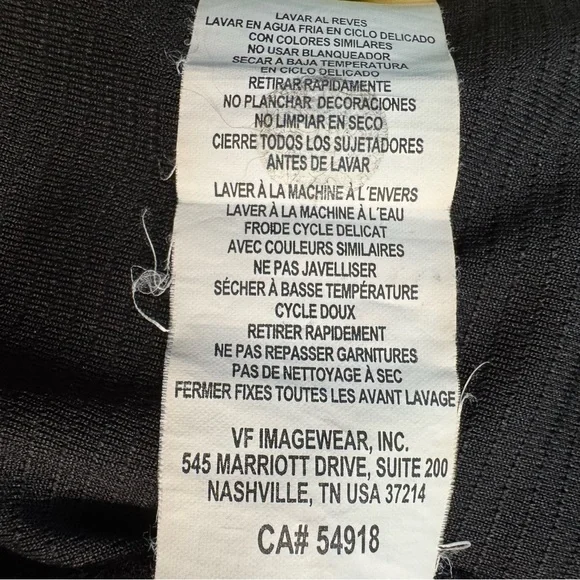 LAVAR AL REVES
LAVAR EN AGUA FRIA EN CICLO DELICADO
CON COLORES SIMILARES
NO USAR BLANQUEADOR
SECAR A BAJA TEMPERATURA
EN CICLO DELICADO
RETIRAR RAPIDAMENTE
NO PLANCHAR DECORACIONES
NO LIMPIAR EN SECO
CIERRE TODOS LOS SUJETADORES
ANTES DE LAVAR
LAVER À LA MACHINE À L'ENVERS
LAVER À LA MACHINE À L'EAU
FROIDE CYCLE DELICAT
AVEC COULEURS SIMILAIRES
NE PAS JAVELLISER
SÉCHER À BASSE TEMPÉRATURE
CYCLE DOUX
RETIRER RAPIDEMENT
NE PAS REPASSER GARNITURES
PAS DE NETTOYAGE À SEC
FERMER FIXES TOUTES LES AVANT LAVAGE
VF IMAGEWEAR, INC.
545 MARRIOTT DRIVE, SUITE 200
NASHVILLE, TN USA 37214
CA# 54918